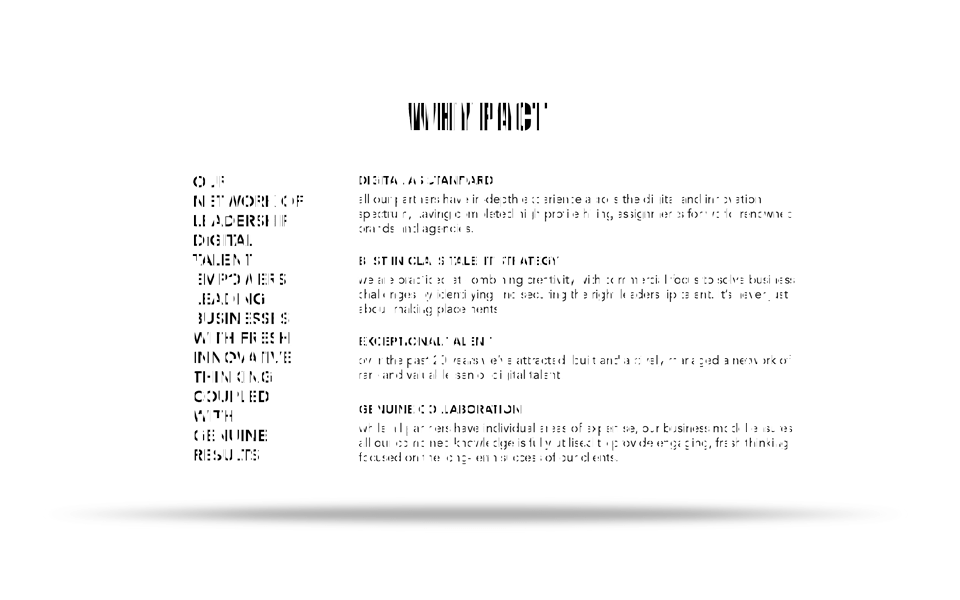 WHY PACT
OUR
NETWORK OF
LEADERSHIP
DIGITAL
TALENT
EMPOWERS
LEADING
BUSINESSES
WITH FRESH
INNOVATIVE
THINKING
COUPLED
WITH
GENUINE
RESULTS
DIGITAL AS STANDARD
all our partners have in-depth experience across the digital and innovation
spectrum, having completed high profile hiring assignments for world renowned
brands and agencies.
BEST IN CLASS TALENT STRATEGY
we are practiced at combining creativity with commercial focus to solve business
challenges by identifying and securing the right leadership talent. it's never just
about making placements
EXCEPTIONAL TALENT
over the past 20 years we've attracted, built and actively managed a network of
rare and valuable senior digital talent
GENUINE COLLABORATION
while all partners have individual areas of expertise, our business model ensures
all our combined knowledge is fully utilised to provide engaging, fresh thinking
focused on the long-term success of our clients.